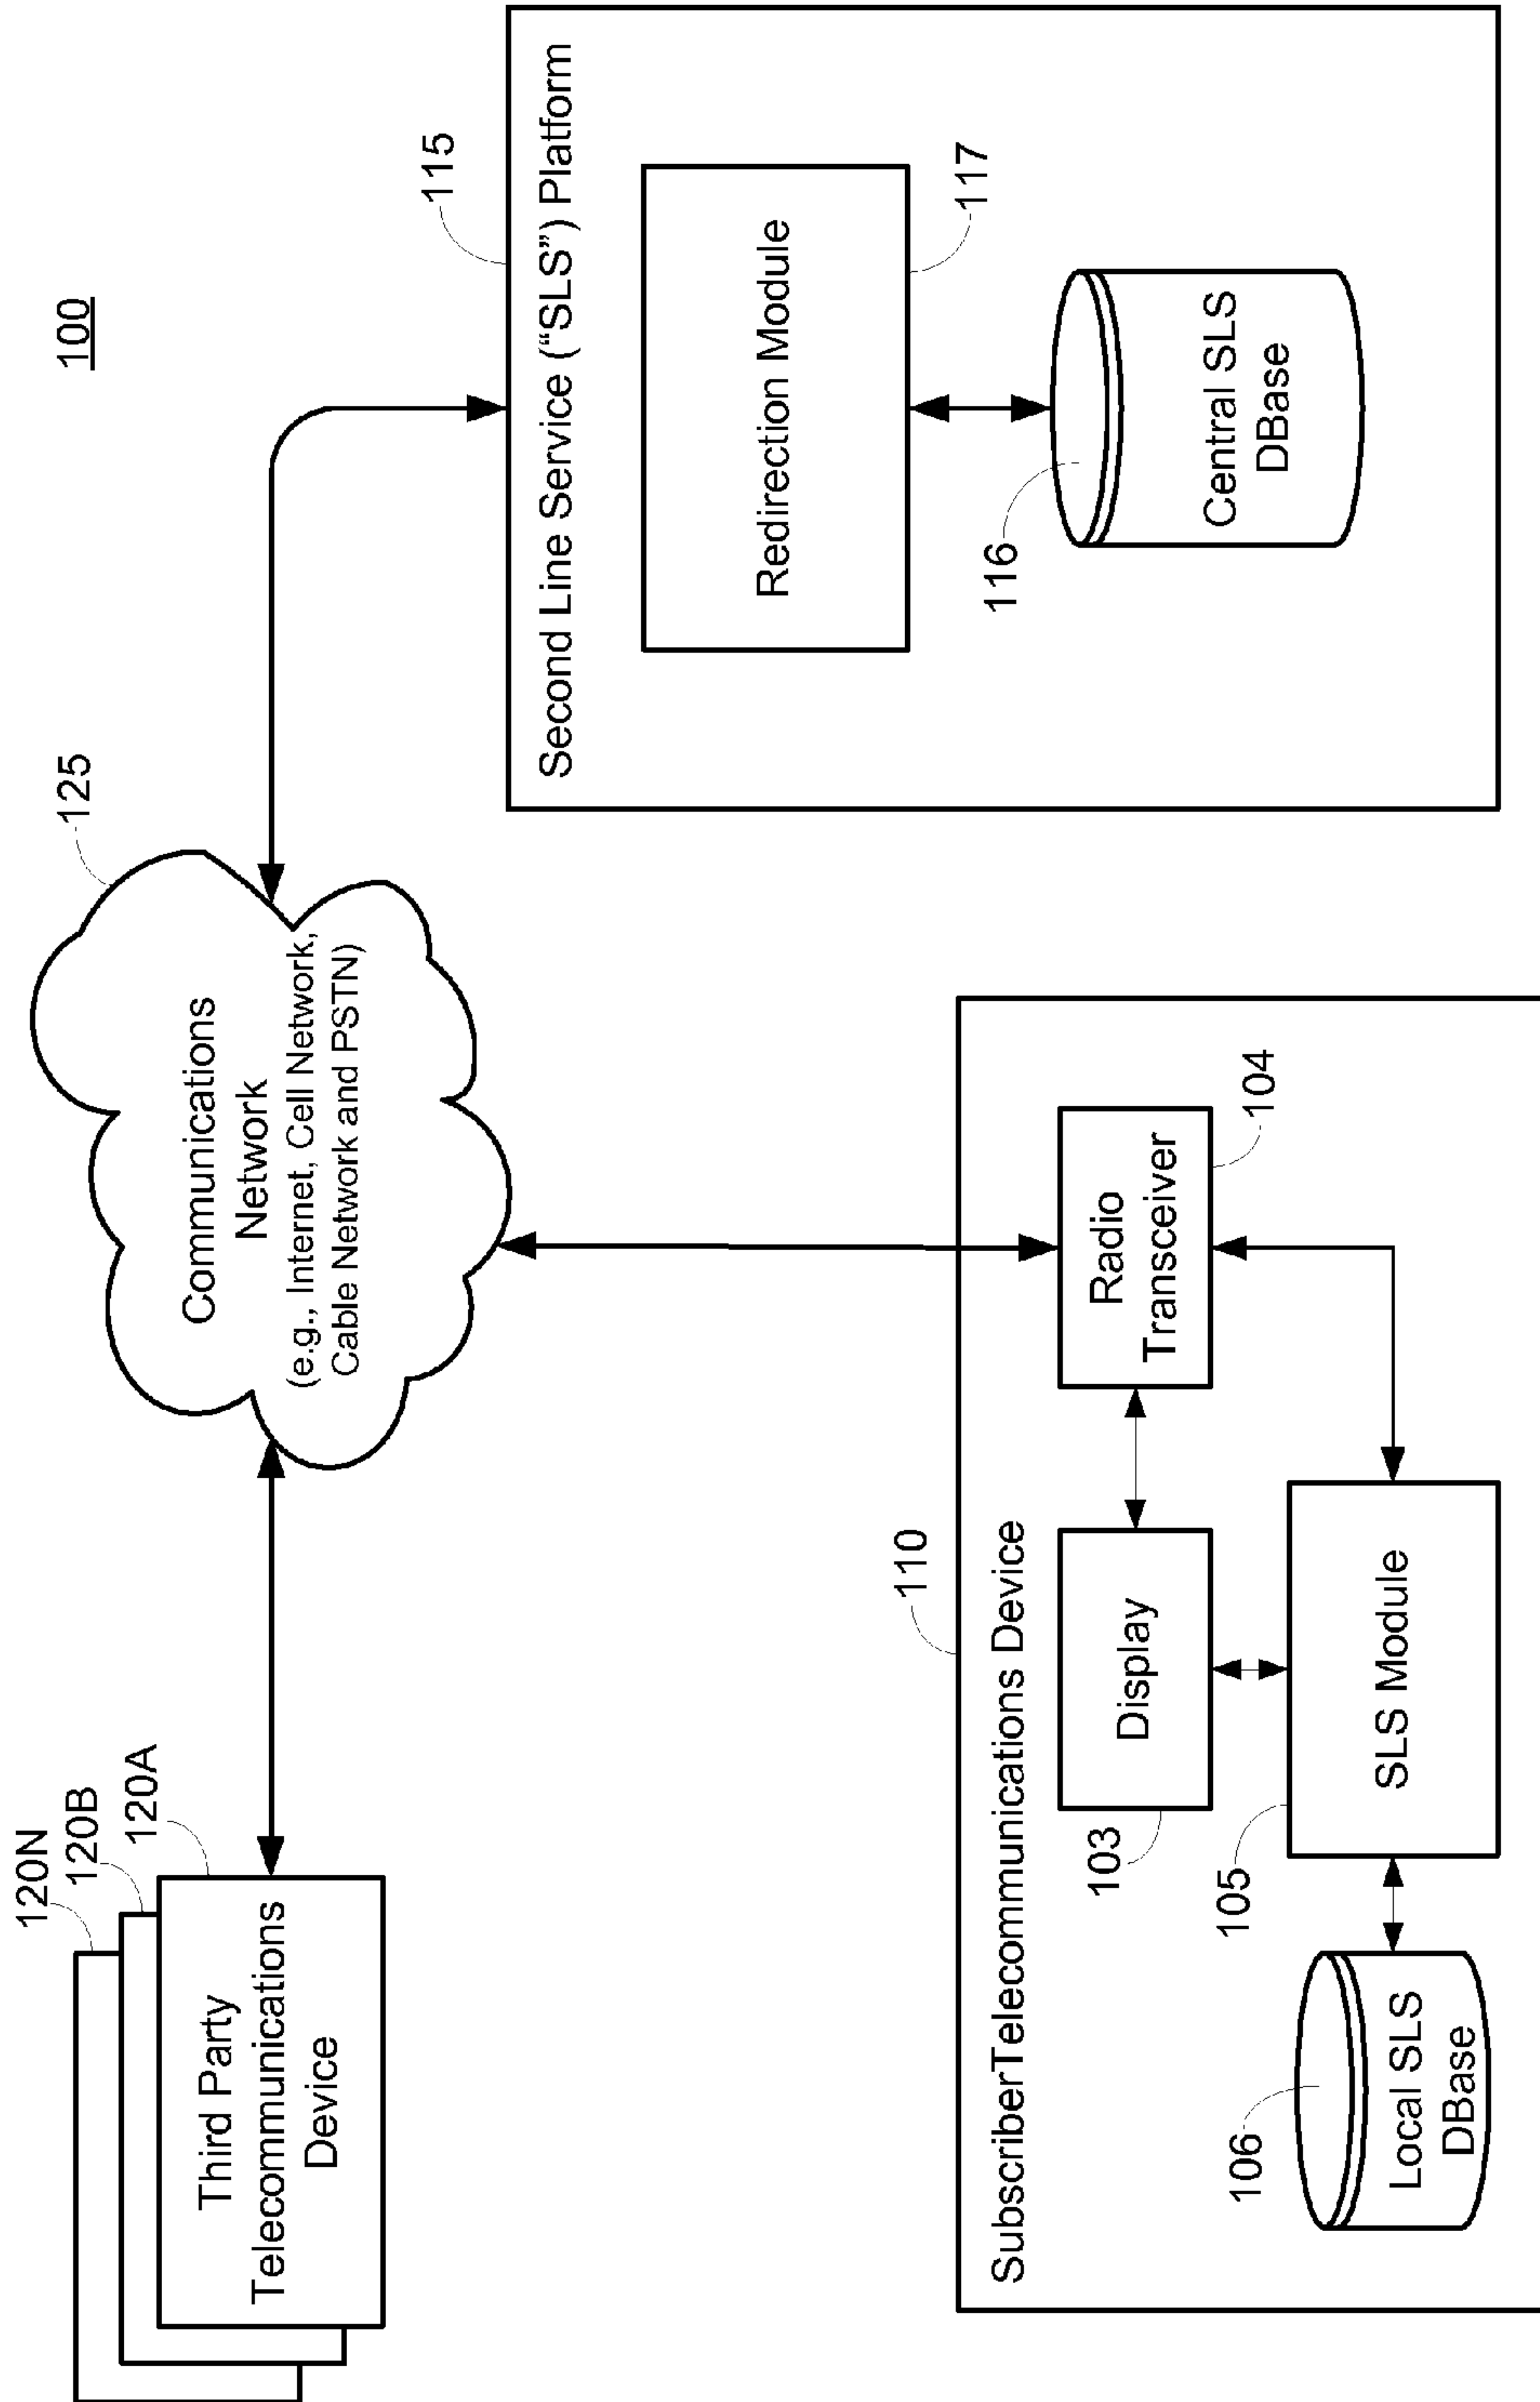 100
120N
120B
120A
Third Party
Telecommunications
Device
125
Communications
Network
(e.g., Internet, Cell Network,
Cable Network and PSTN)
115
Second Line Service (“SLS”) Platform
Redirection Module
117
116
Central SLS
DBase
110
SubscriberTelecommunications Device
103
Display
Radio
Transceiver
104
105
SLS Module
106
Local SLS
DBase